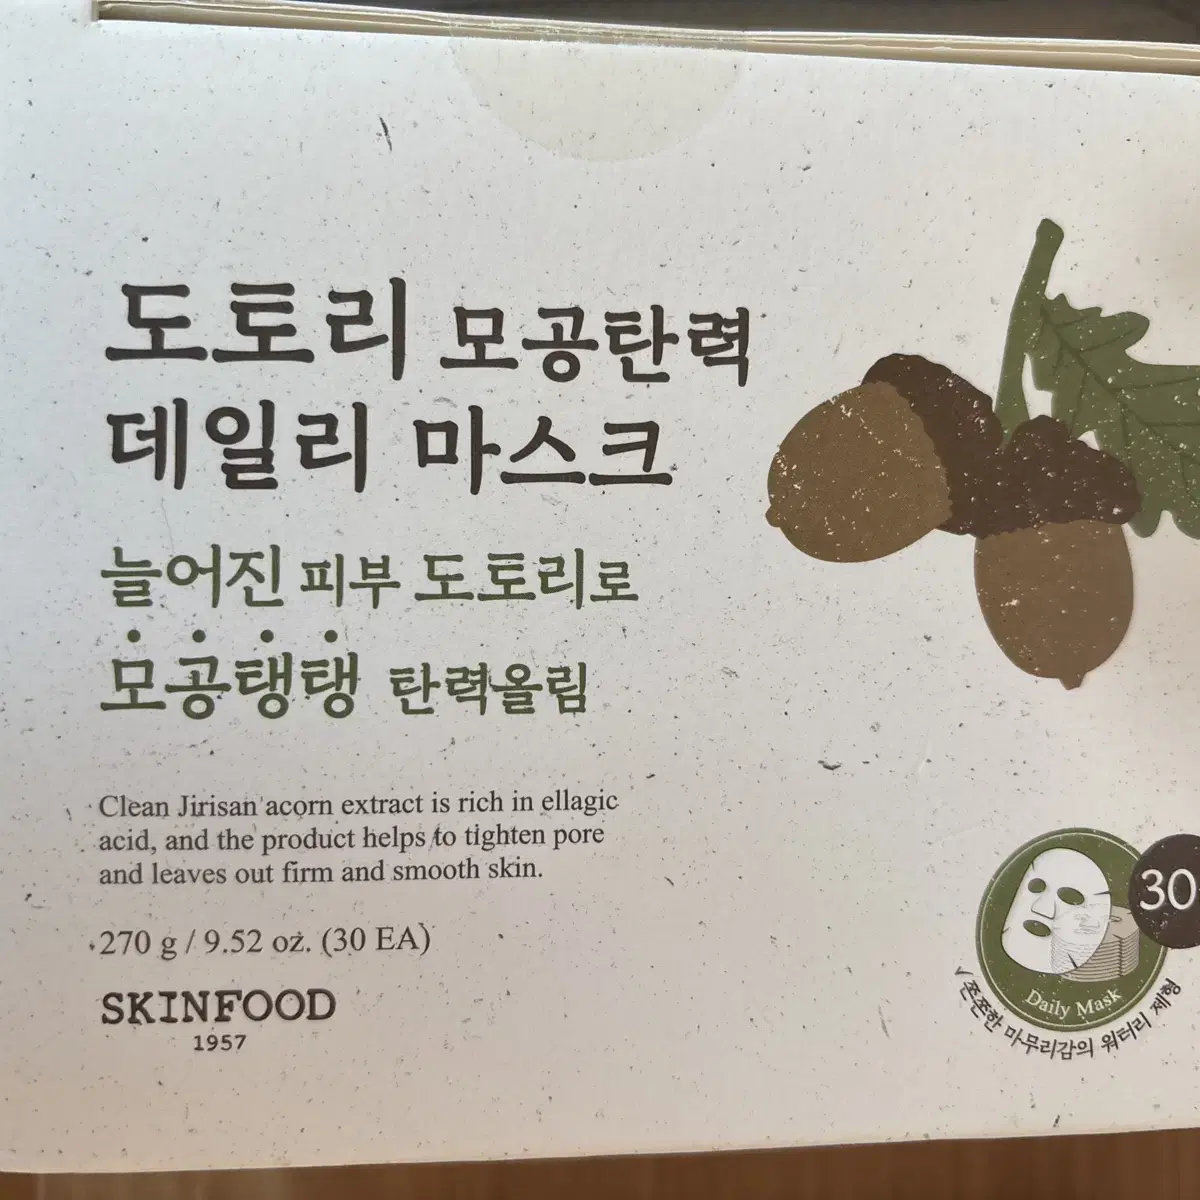 도토리 모공탄력
데일리 마스크
늘어진 피부 도토리로
모공탱탱 탄력올림
Clean Jirisan acorn extract is rich in ellagic
acid, and the product helps to tighten pore
and leaves out firm and smooth skin.
270 g / 9.52 oz. (30 EA)
SKINFOOD
1957
30
Daily Mask
✓쫀쫀한 마무리감의 워터리 제형